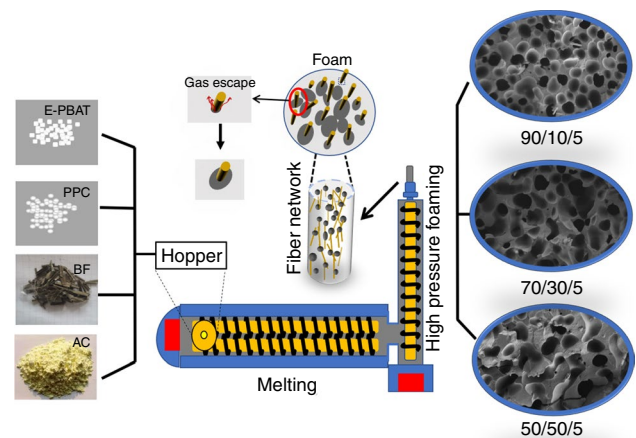 Foam
Gas escape
E-PBAT
PPC
BF
AC
Hopper
Fiber network
High pressure foaming
Melting
90/10/5
70/30/5
50/50/5